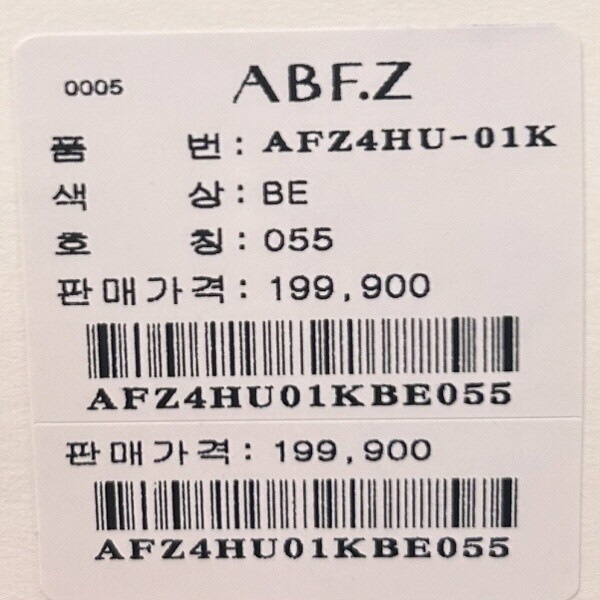 0005 ABF.Z
품 번 : AFZ4HU-01K
색 상 : BE
호 칭 : 055
판매가격 : 199,900
AFZ4HU01KBE055
판매가격 : 199,900
AFZ4HU01KBE055